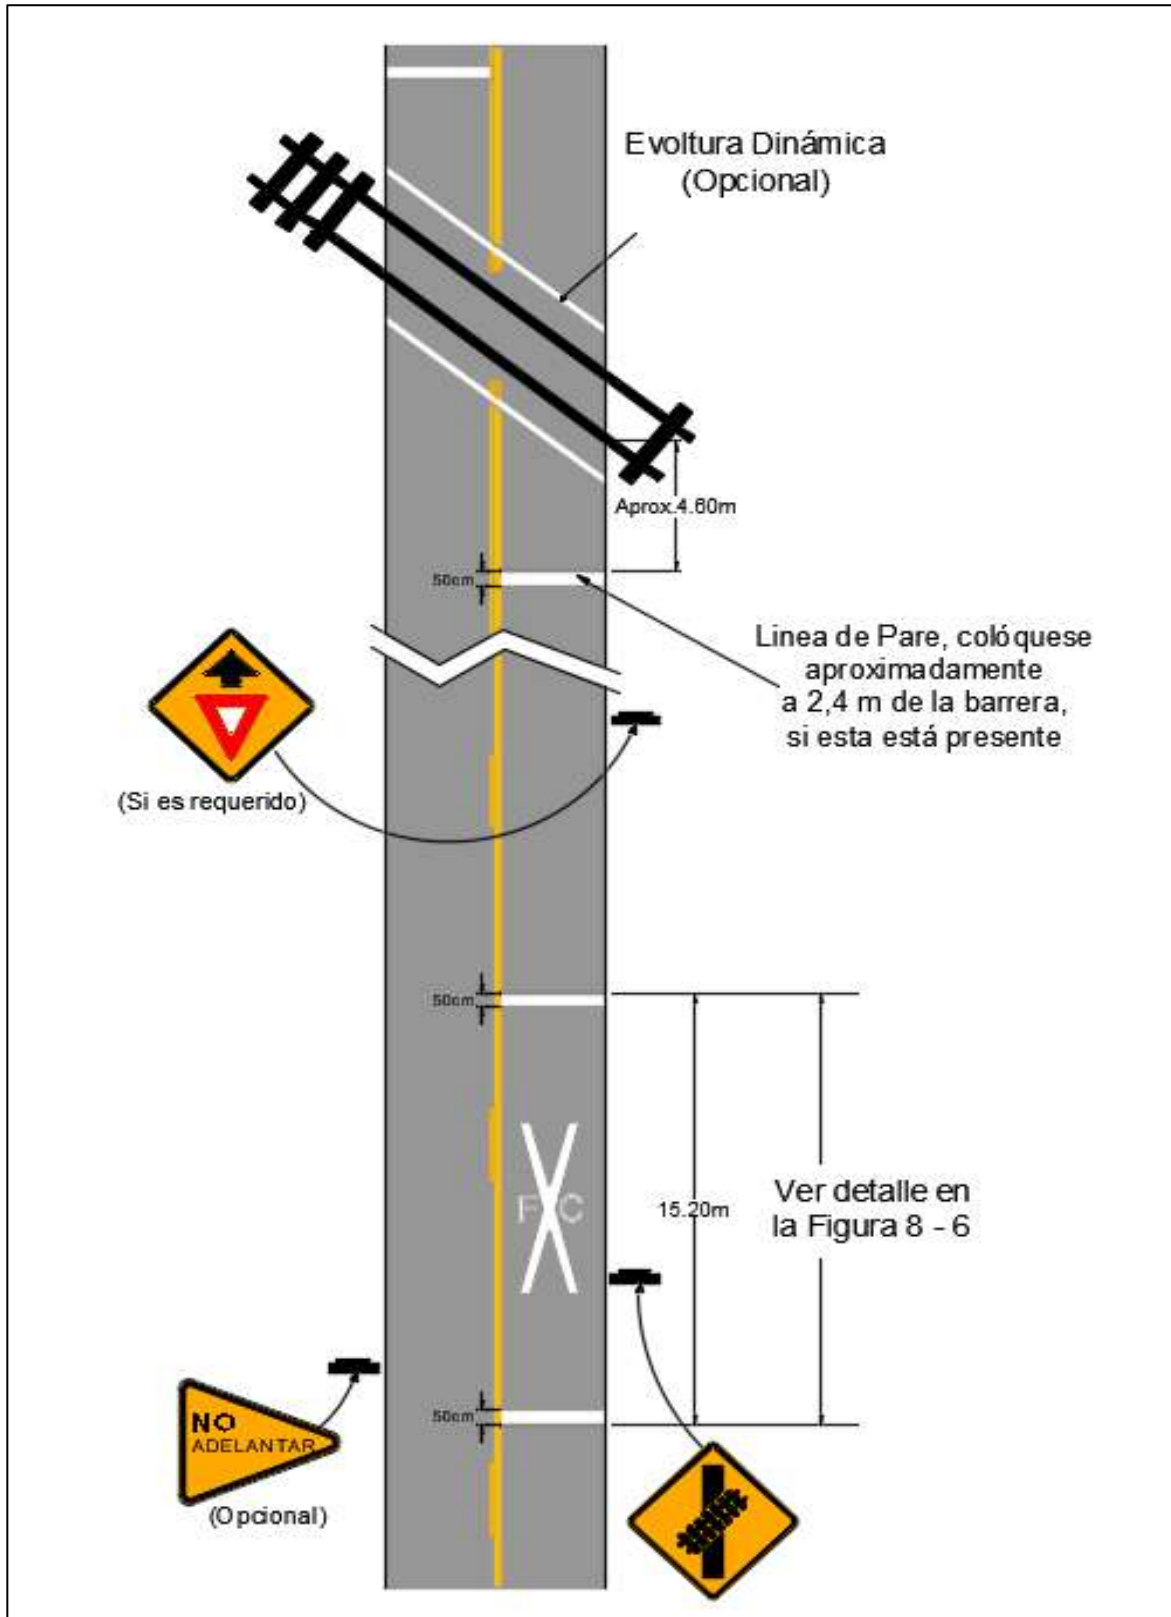 Evoltura Dinámica
(Opcional)
Aprox.4.60m
50cm
Linea de Pare, colóquese
aproximadamente
a 2,4 m de la barrera,
si esta está presente
(Si es requerido)
50cm
F C
15.20m
Ver detalle en
la Figura 8 - 6
NO
ADELANTAR
(Opcional)
50cm